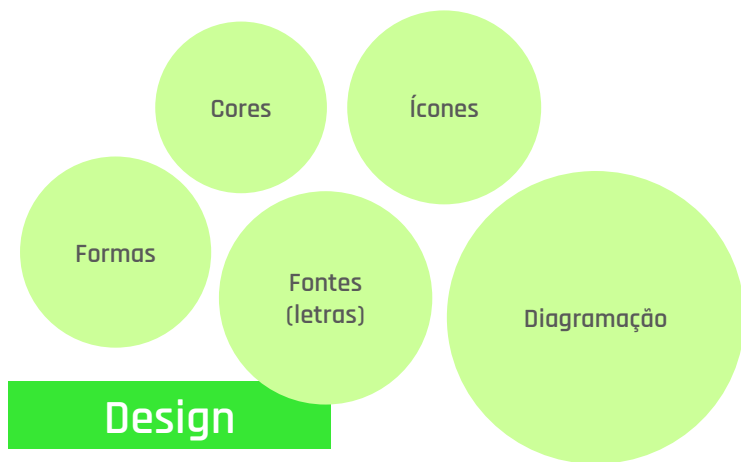 Cores
Ícones
Formas
Fontes
(letras)
Diagramação
Design